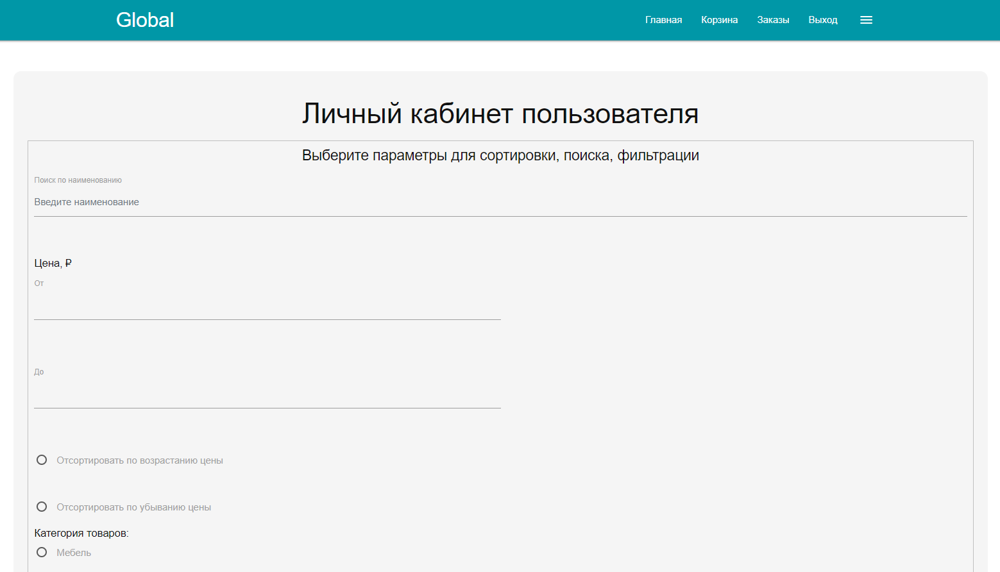 Global
Главная Корзина Заказы Выход
Личный кабинет пользователя
Выберите параметры для сортировки, поиска, фильтрации
Поиск по наименованию
Введите наименование
Цена, ₽
От
До
Отсортировать по возрастанию цены
Отсортировать по убыванию цены
Категория товаров:
Мебель